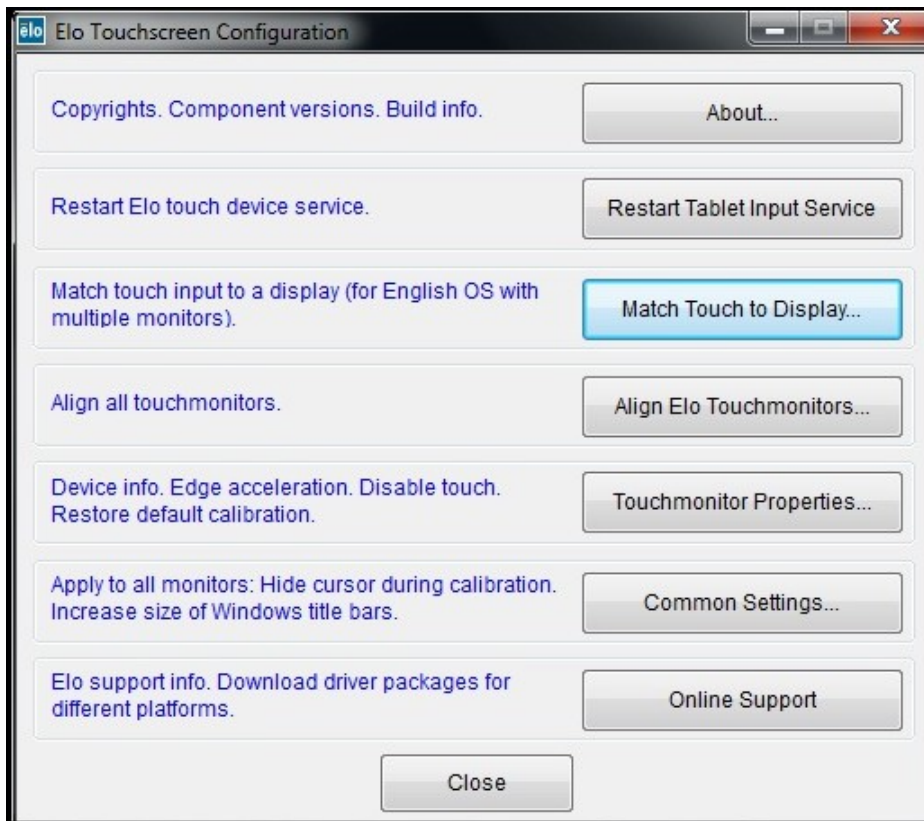 elo Elo Touchscreen Configuration
Copyrights. Component versions. Build info.
About...
Restart Elo touch device service.
Restart Tablet Input Service
Match touch input to a display (for English OS with
multiple monitors).
Match Touch to Display...
Align all touchmonitors.
Align Elo Touchmonitors...
Device info. Edge acceleration. Disable touch.
Restore default calibration.
Touchmonitor Properties...
Apply to all monitors: Hide cursor during calibration.
Increase size of Windows title bars.
Common Settings...
Elo support info. Download driver packages for
different platforms.
Online Support
Close